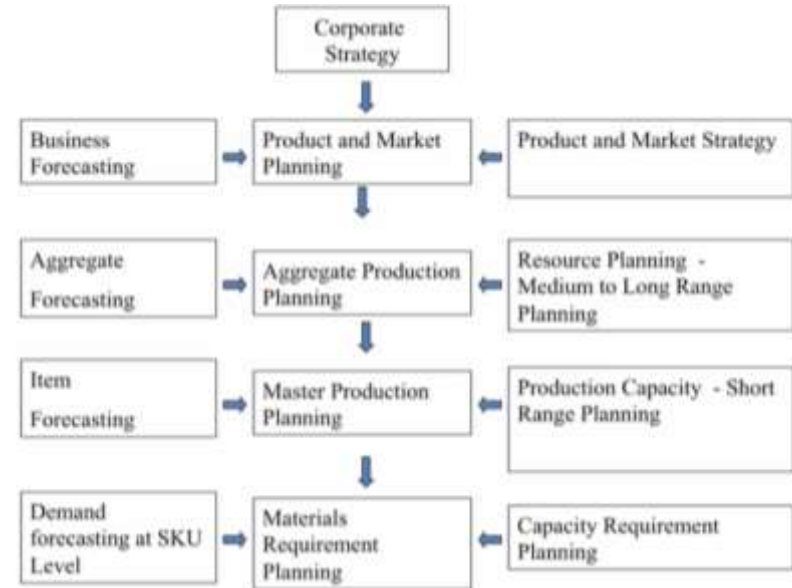 Corporate
Strategy
Business
Forecasting
Product and Market
Planning
Product and Market Strategy
Aggregate
Forecasting
Aggregate Production
Planning
Resource Planning -
Medium to Long Range
Planning
Item
Forecasting
Master Production
Planning
Production Capacity - Short
Range Planning
Demand
forecasting at SKU
Level
Materials
Requirement
Planning
Capacity Requirement
Planning